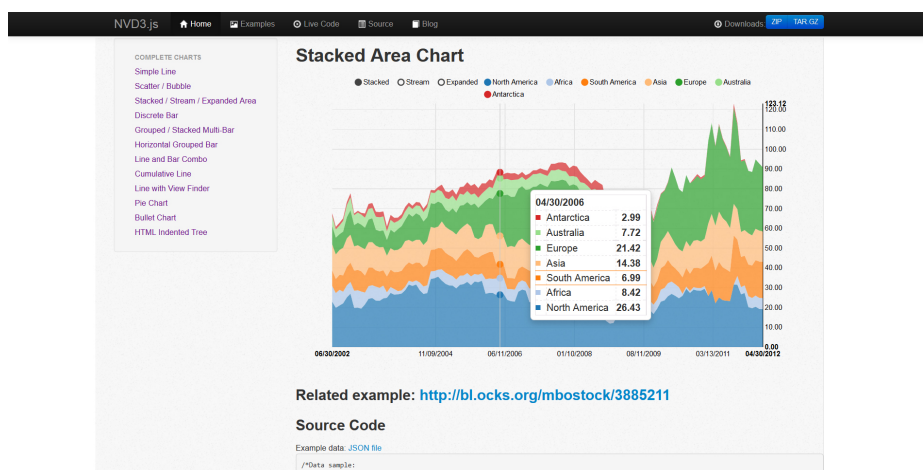 NVD3.js Home Examples Live Code Source Blog Downloads: ZIP TAR GZ
COMPLETE CHARTS
Simple Line
Scatter / Bubble
Stacked / Stream / Expanded Area
Discrete Bar
Grouped / Stacked Multi-Bar
Horizontal Grouped Bar
Line and Bar Combo
Cumulative Line
Line with View Finder
Pie Chart
Bullet Chart
HTML Indented Tree
Stacked Area Chart
Stacked Stream Expanded North America Africa South America Asia Europe Australia
Antarctica
123.12
120.00
110.00
100.00
90.00
80.00
70.00
60.00
50.00
40.00
30.00
20.00
10.00
0.00
04/30/2006
Antarctica 2.99
Australia 7.72
Europe 21.42
Asia 14.38
South America 6.99
Africa 8.42
North America 26.43
06/30/2002 11/09/2004 06/11/2006 01/10/2008 08/11/2009 03/13/2011 04/30/2012
Related example: http://bl.ocks.org/mbostock/3885211
Source Code
Example data: JSON file
/*Data sample: